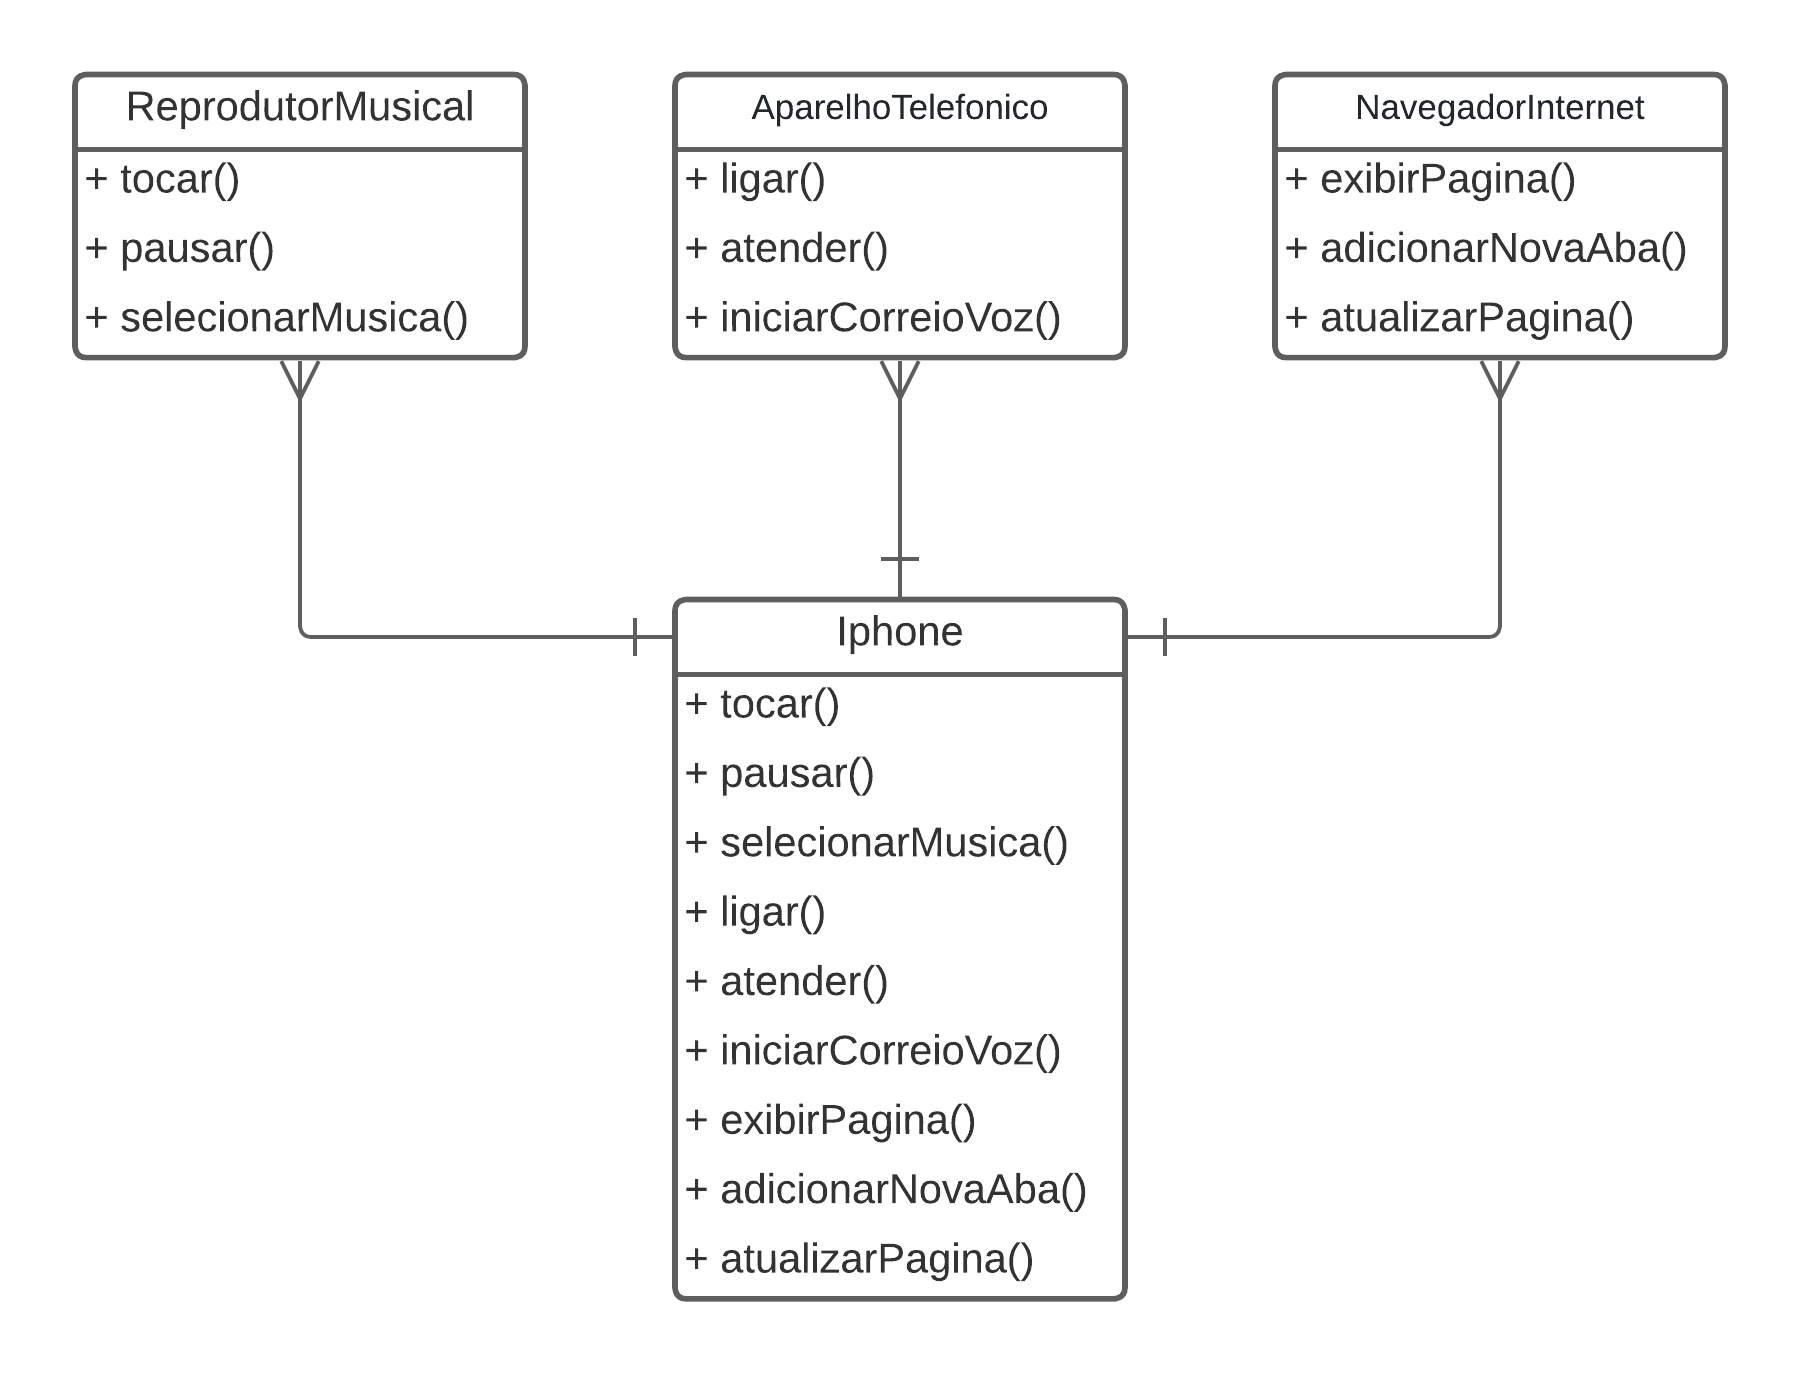 ReprodutorMusical
+ tocar()
+ pausar()
+ selecionarMusica()
AparelhoTelefonico
+ ligar()
+ atender()
+ iniciarCorreioVoz()
NavegadorInternet
+ exibirPagina()
+ adicionarNovaAba()
+ atualizarPagina()
Iphone
+ tocar()
+ pausar()
+ selecionarMusica()
+ ligar()
+ atender()
+ iniciarCorreioVoz()
+ exibirPagina()
+ adicionarNovaAba()
+ atualizarPagina()